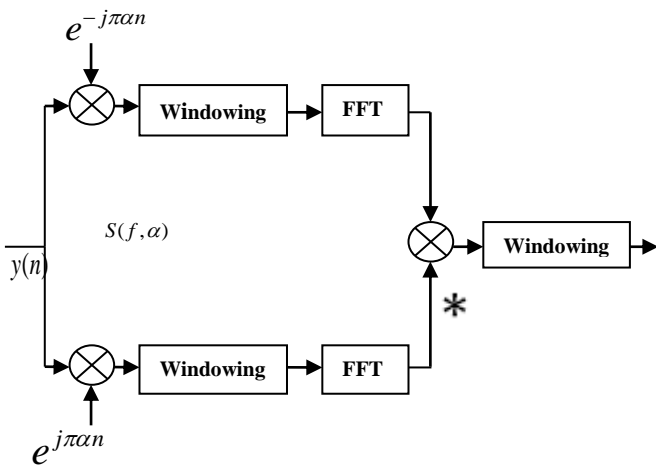 e^{-jπαn}
Windowing
FFT
S(f,α)
y(n)
Windowing
*
Windowing
FFT
e^{jπαn}